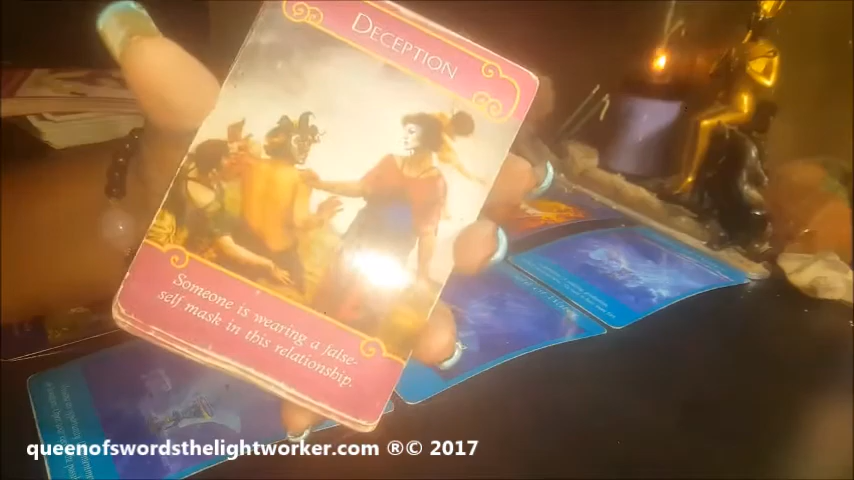 DECEPTION
Someone is wearing a false-
self mask in this relationship.
queenofswordsthelightworker.com ®© 2017